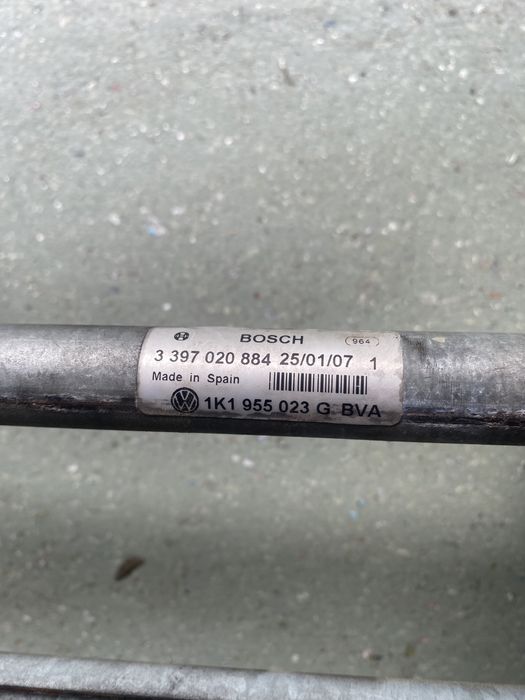 BOSCH 964
3 397 020 884 25/01/07 1
Made in Spain
1K1 955 023 G BVA